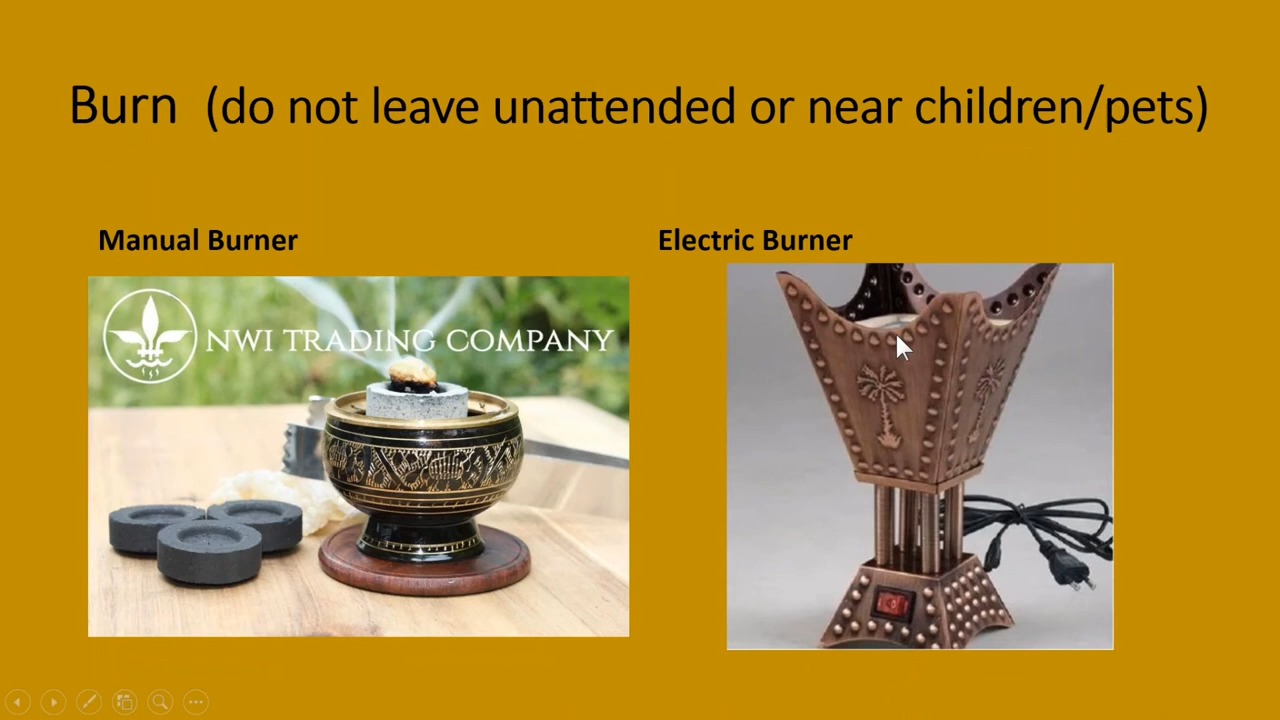 Burn (do not leave unattended or near children/pets)
Manual Burner
Electric Burner
NWI TRADING COMPANY